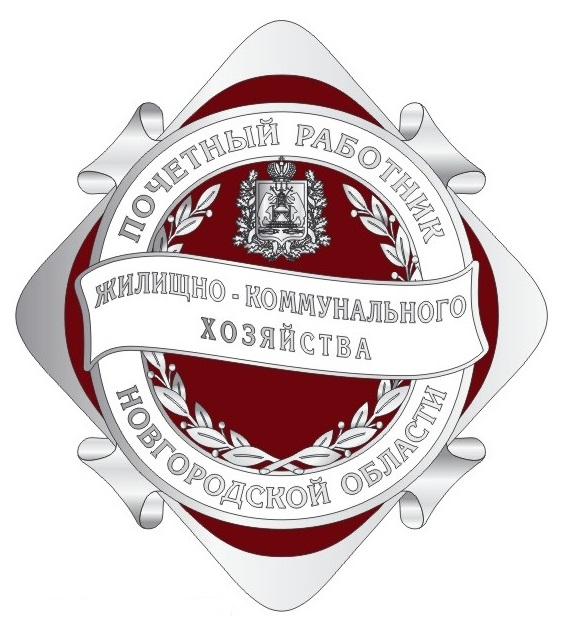 ПОЧЕТНЫЙ РАБОТНИК
ЖИЛИЩНО - КОММУНАЛЬНОГО
ХОЗЯЙСТВА
НОВГОРОДСКОЙ ОБЛАСТИ